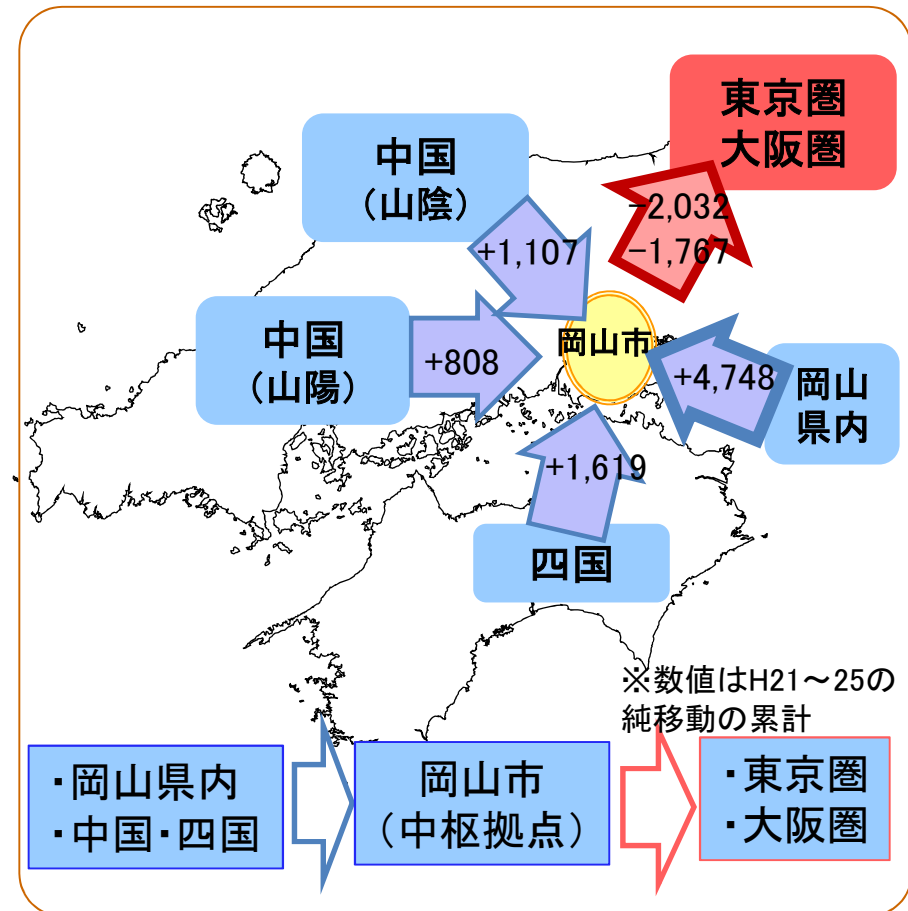 東京圏
大阪圏
中国
（山陰）
-2,032
-1,767
+1,107
中国
（山陽）
+808
岡山市
+4,748
岡山
県内
+1,619
四国
※数値はH21～25の
純移動の累計
・岡山県内
・中国・四国
岡山市
（中枢拠点）
・東京圏
・大阪圏